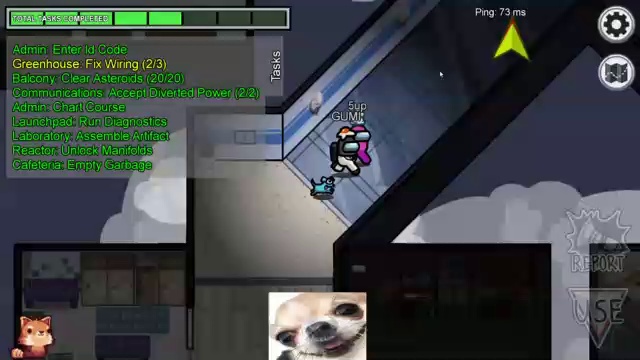 TOTAL TASKS COMPLETED
Ping: 73 ms
Admin: Enter Id Code
Greenhouse: Fix Wiring (2/3)
Balcony: Clear Asteroids (20/20)
Communications: Accept Diverted Power (2/2)
Admin: Chart Course
Launchpad: Run Diagnostics
Laboratory: Assemble Artifact
Reactor: Unlock Manifolds
Cafeteria: Empty Garbage
Tasks
5up
GUMI
REPORT
USE